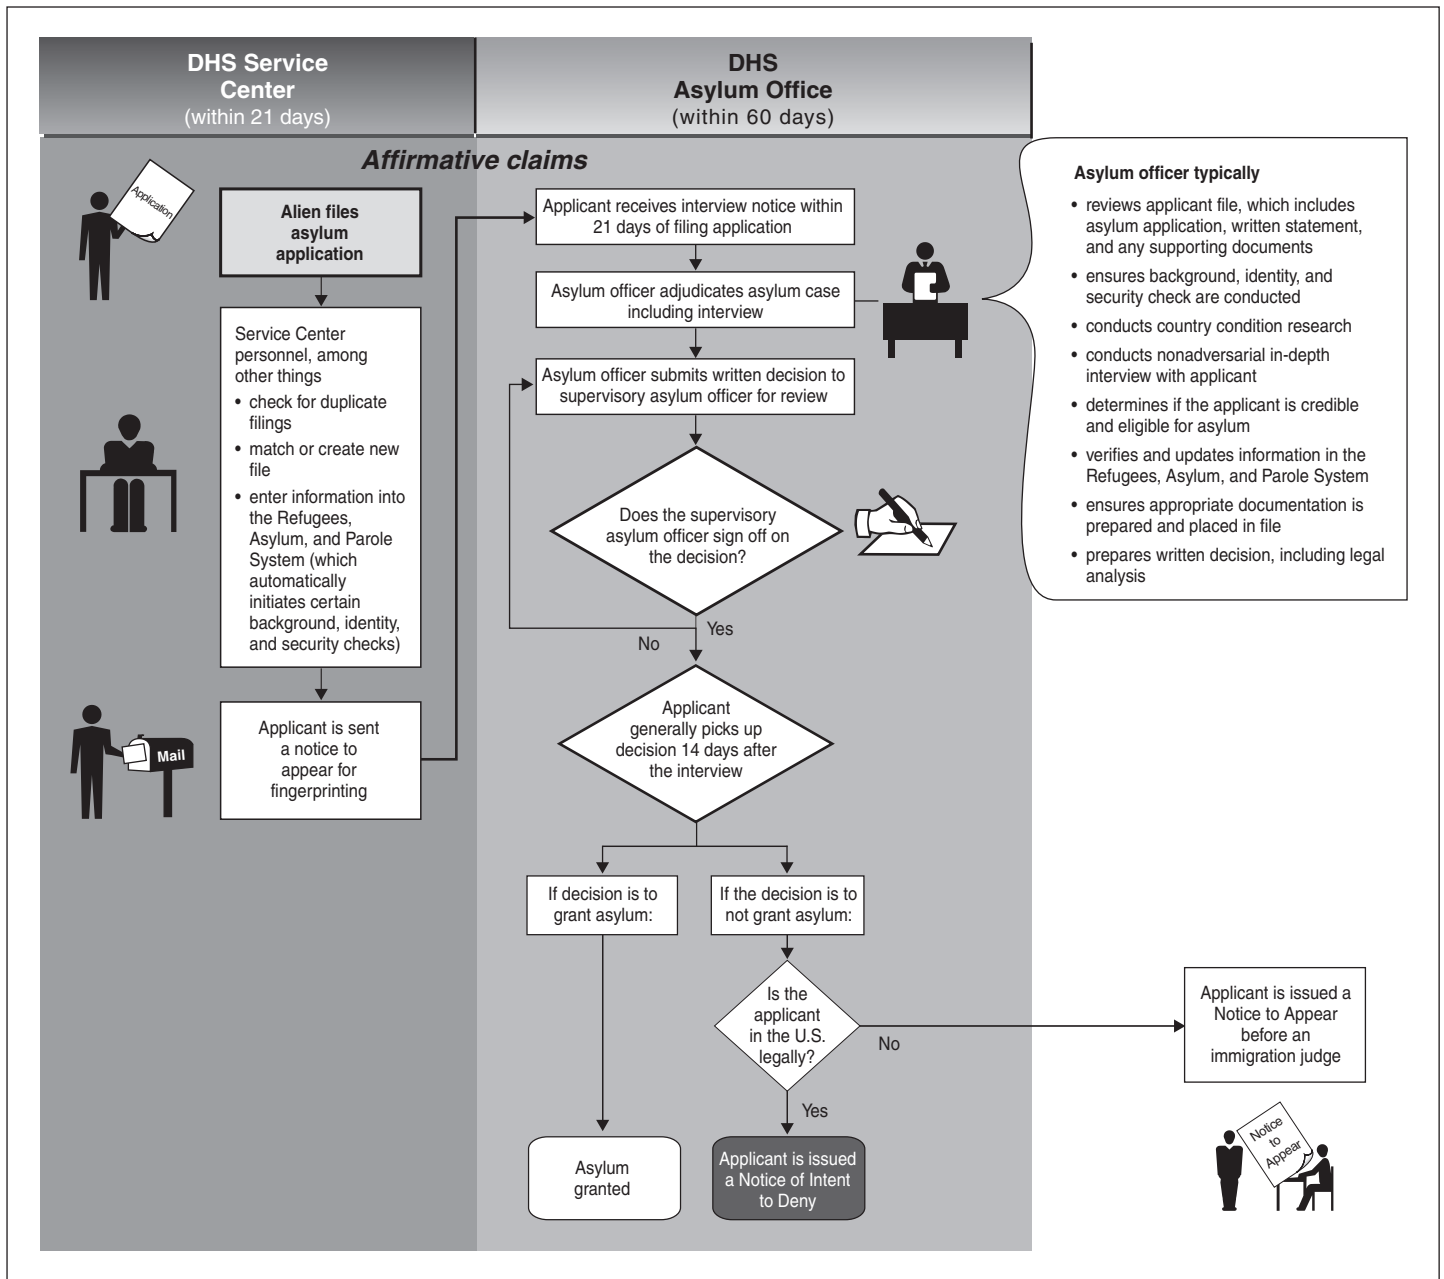 DHS Service
Center
(within 21 days)
DHS
Asylum Office
(within 60 days)
Affirmative claims
Application
Alien files
asylum
application
Service Center
personnel, among
other things
• check for duplicate
filings
• match or create new
file
• enter information into
the Refugees,
Asylum, and Parole
System (which
automatically
initiates certain
background, identity,
and security checks)
Mail
Applicant is sent
a notice to
appear for
fingerprinting
Applicant receives interview notice within
21 days of filing application
Asylum officer adjudicates asylum case
including interview
Asylum officer submits written decision to
supervisory asylum officer for review
Does the supervisory
asylum officer sign off on
the decision?
Yes
No
Applicant
generally picks up
decision 14 days after
the interview
If decision is to
grant asylum:
If the decision is to
not grant asylum:
Is the
applicant
in the U.S.
legally?
No
Yes
Asylum
granted
Applicant is issued
a Notice of Intent
to Deny
Asylum officer typically
• reviews applicant file, which includes
asylum application, written statement,
and any supporting documents
• ensures background, identity, and
security check are conducted
• conducts country condition research
• conducts nonadversarial in-depth
interview with applicant
• determines if the applicant is credible
and eligible for asylum
• verifies and updates information in the
Refugees, Asylum, and Parole System
• ensures appropriate documentation is
prepared and placed in file
• prepares written decision, including legal
analysis
Applicant is issued a
Notice to Appear
before an
immigration judge
Notice
to
Appear